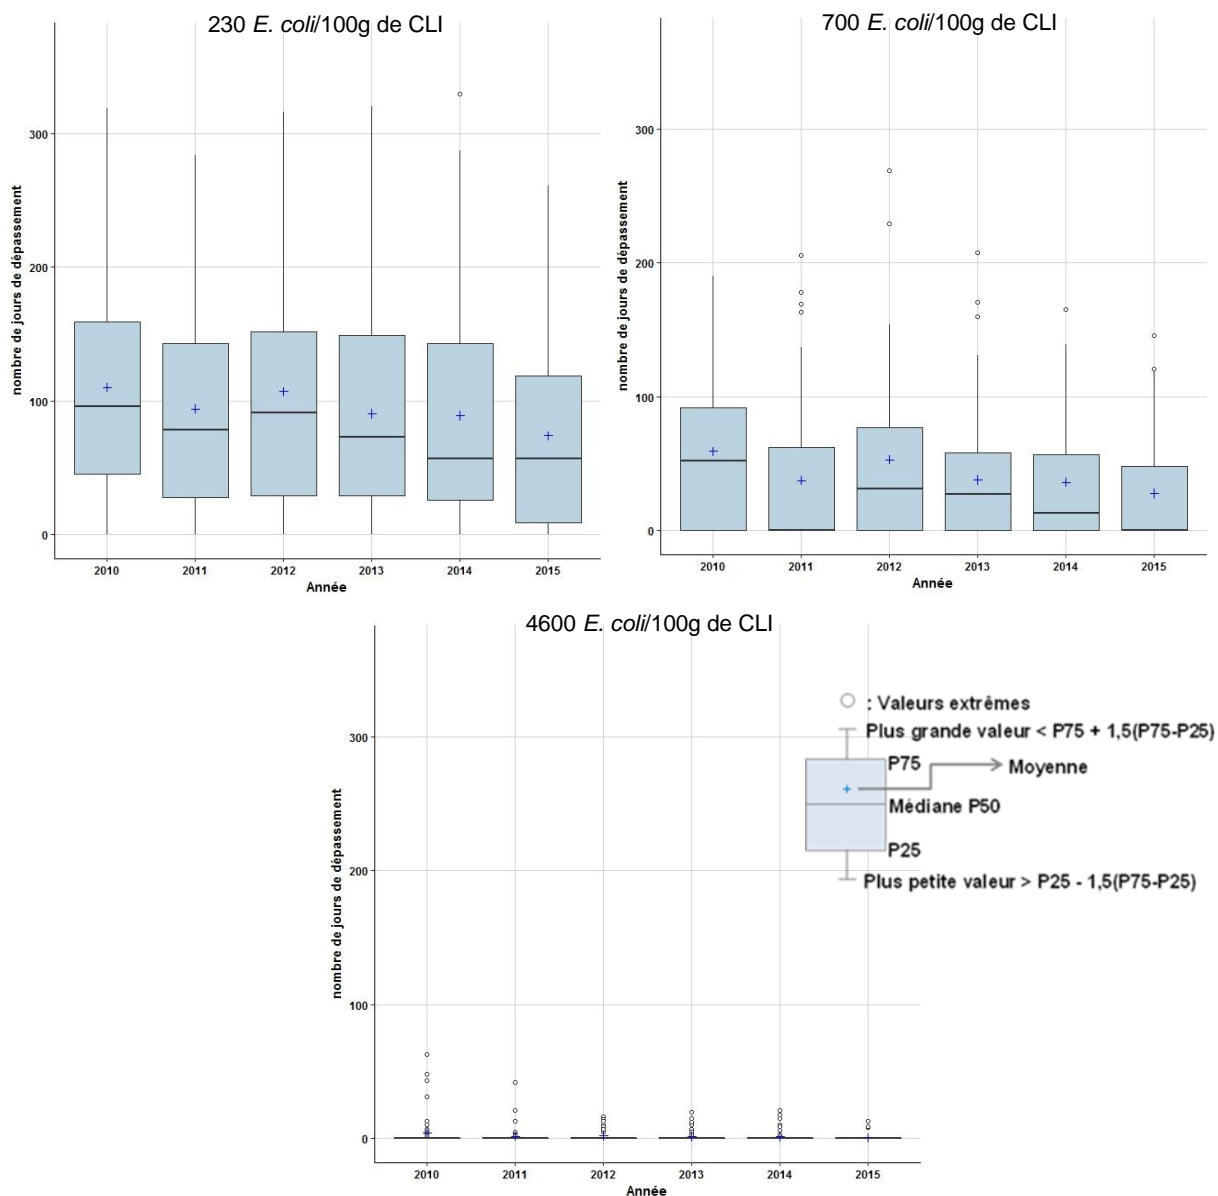 230 E. coli/100g de CLI
nombre de jours de dépassement
300
200
100
0
2010 2011 2012 2013 2014 2015
Année
700 E. coli/100g de CLI
nombre de jours de dépassement
300
200
100
0
2010 2011 2012 2013 2014 2015
Année
4600 E. coli/100g de CLI
nombre de jours de dépassement
300
200
100
0
2010 2011 2012 2013 2014 2015
Année
: Valeurs extrêmes
Plus grande valeur < P75 + 1,5(P75-P25)
P75
Moyenne
Médiane P50
P25
Plus petite valeur > P25 - 1,5(P75-P25)